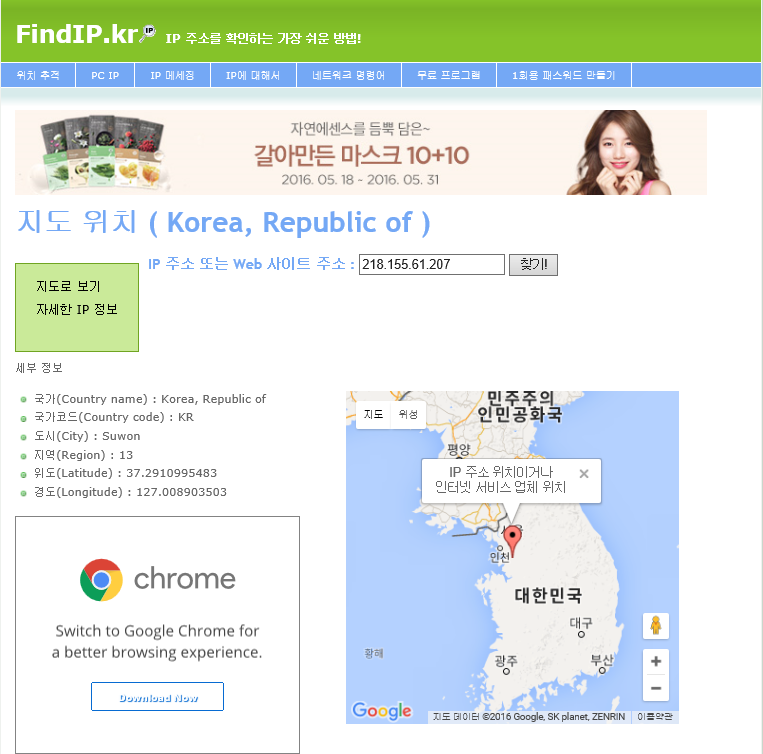 FindIP.kr IP 주소를 확인하는 가장 쉬운 방법!
위치 추적 PC IP IP 메세징 IP에 대해서 네트워크 명령어 무료 프로그램 1회용 패스워드 만들기
자연에센스를 듬뿍 담은~
갈아만든 마스크 10+10
2016. 05. 18 - 2016. 05. 31
지도 위치 ( Korea, Republic of )
IP 주소 또는 Web 사이트 주소 : 218.155.61.207 찾기!
지도로 보기
자세한 IP 정보
세부 정보
국가(Country name) : Korea, Republic of
국가코드(Country code) : KR
도시(City) : Suwon
지역(Region) : 13
위도(Latitude) : 37.2910995483
경도(Longitude) : 127.008903503
chrome
Switch to Google Chrome for
a better browsing experience.
Download Now
민주주의
인민공화국
지도 위성
평양
IP 주소 위치이거나
인터넷 서비스 업체 위치
서울
인천
대한민국
대구
황해
광주
부산
Google
지도 데이터 ©2016 Google, SK planet, ZENRIN 이용약관